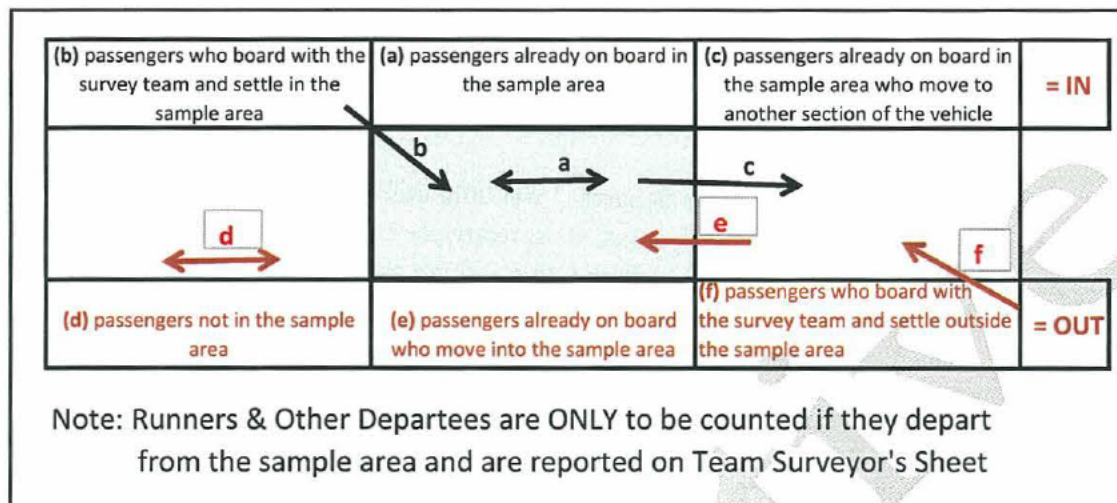 (b) passengers who board with the
survey team and settle in the
sample area
(a) passengers already on board in
the sample area
(c) passengers already on board in
the sample area who move to
another section of the vehicle
= IN
b
a
c
d
e
f
(d) passengers not in the sample
area
(e) passengers already on board
who move into the sample area
(f) passengers who board with
the survey team and settle outside
the sample area
= OUT
Note: Runners & Other Departees are ONLY to be counted if they depart
from the sample area and are reported on Team Surveyor's Sheet